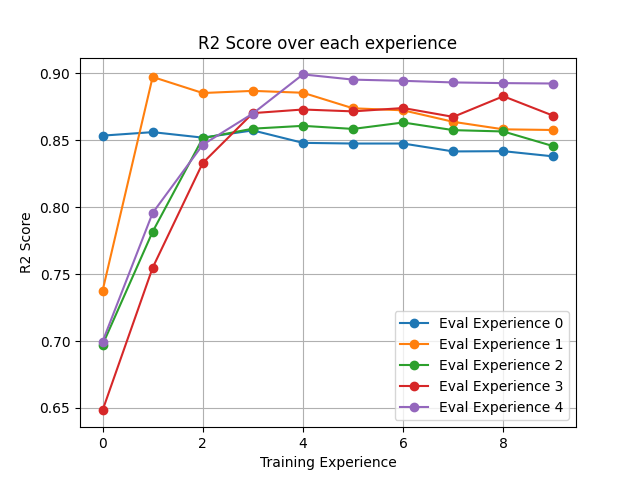 R2 Score over each experience
0.90
0.85
0.80
0.75
0.70
0.65
R2 Score
0
2
4
6
8
Training Experience
Eval Experience 0
Eval Experience 1
Eval Experience 2
Eval Experience 3
Eval Experience 4